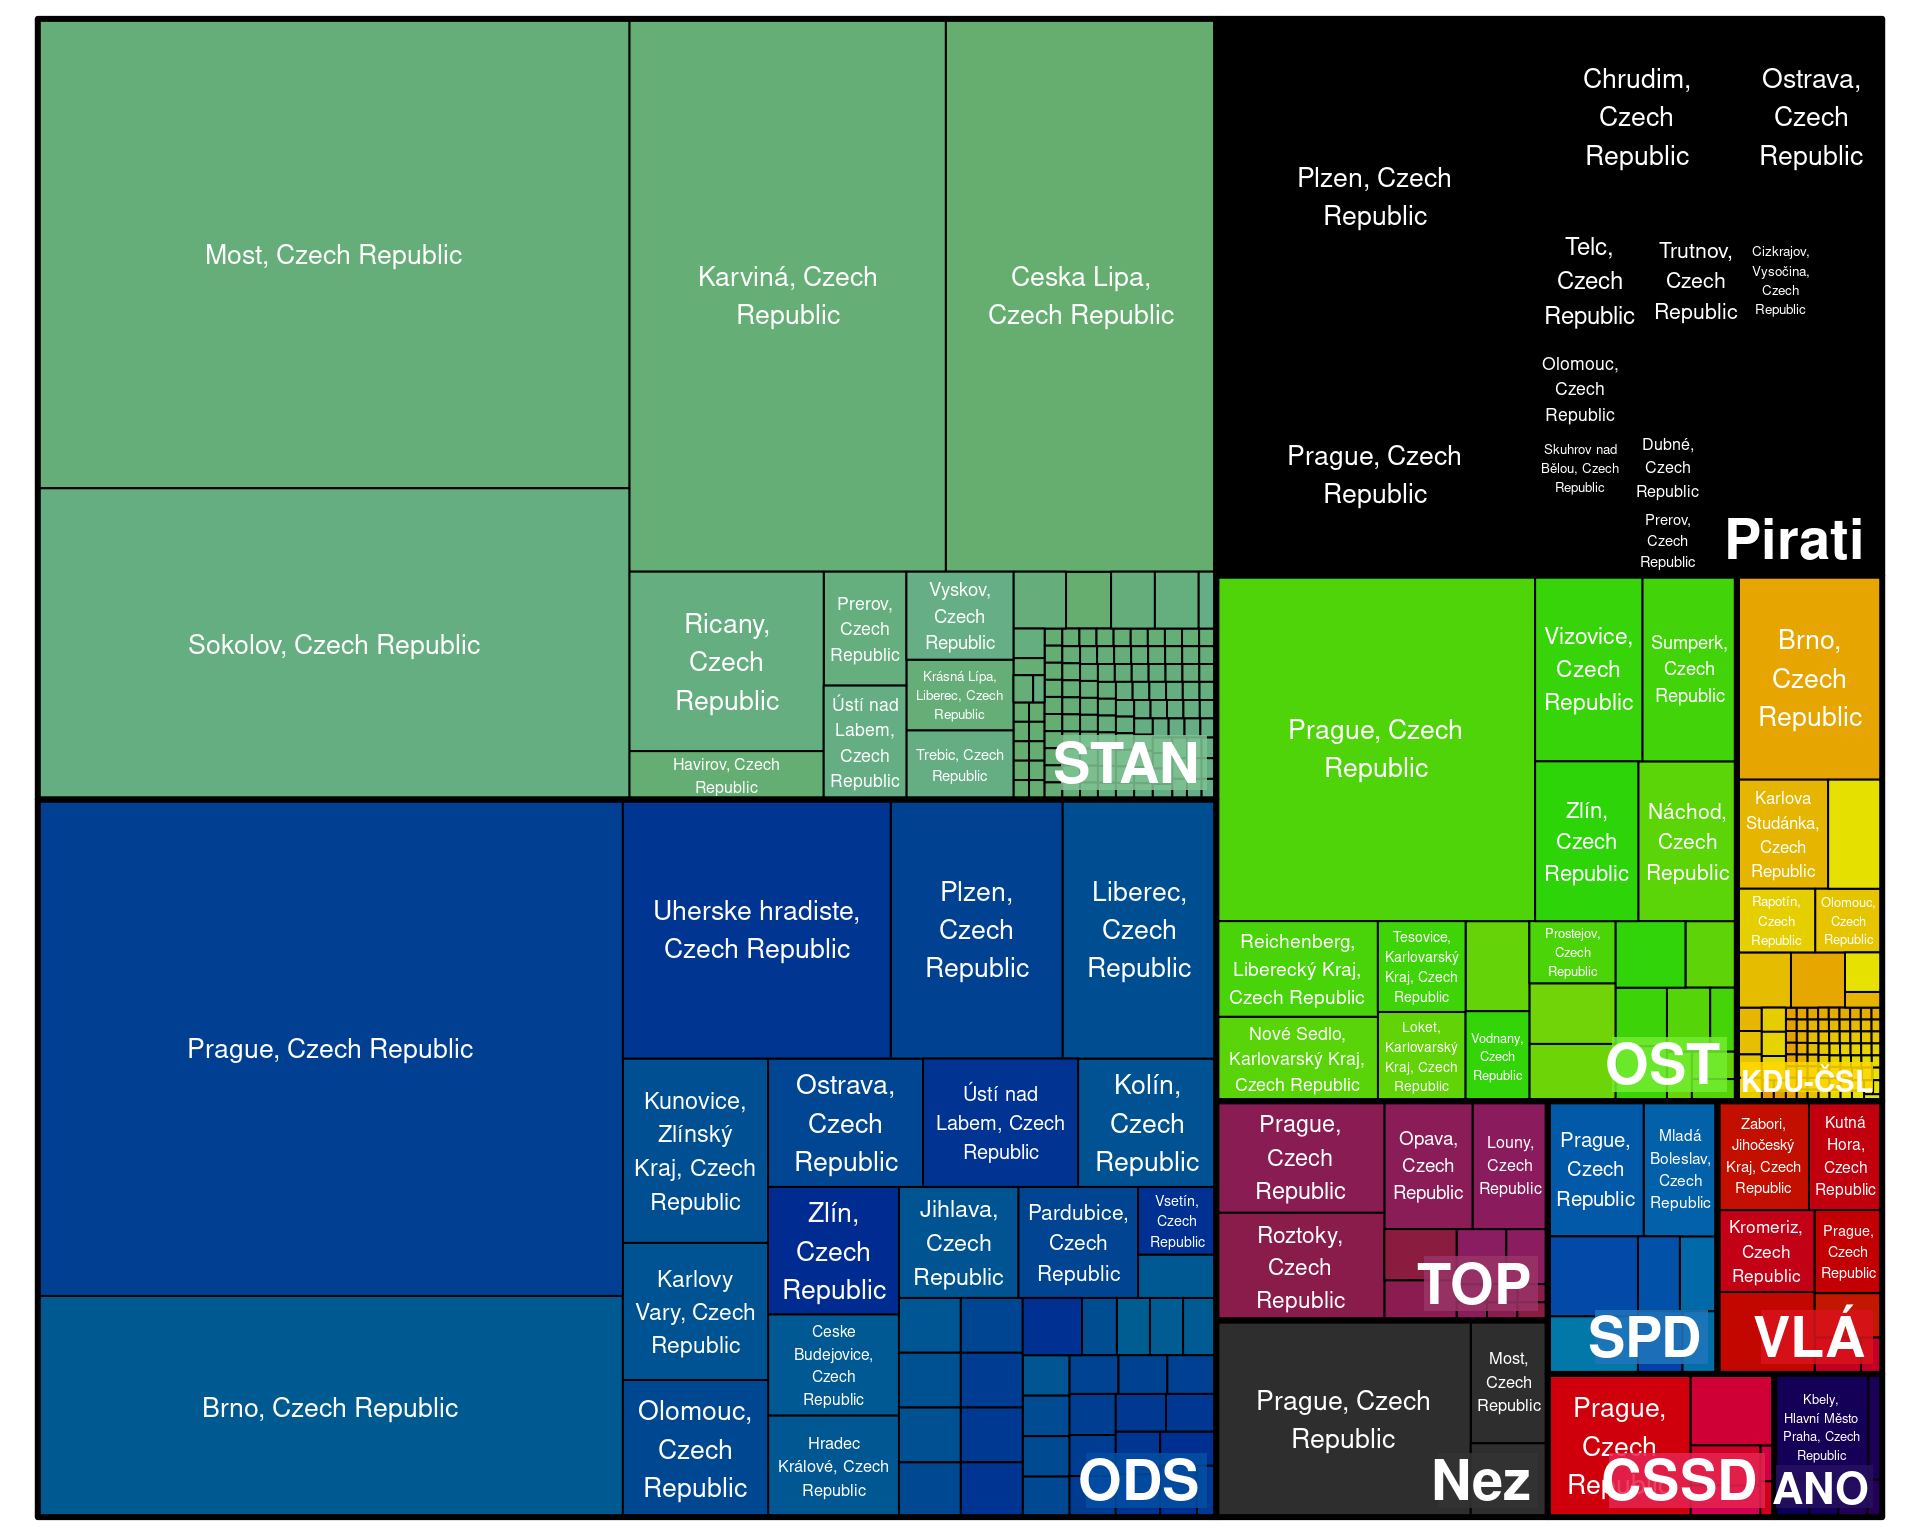 Most, Czech Republic
Sokolov, Czech Republic
Karviná, Czech
Republic
Ceska Lipa,
Czech Republic
Ricany,
Czech
Republic
Havirov, Czech
Republic
Prerov,
Czech
Republic
Ústí nad
Labem,
Czech
Republic
Vyskov,
Czech
Republic
Krásná Lípa,
Liberec, Czech
Republic
Trebic, Czech
Republic
STAN
Plzen, Czech
Republic
Prague, Czech
Republic
Chrudim,
Czech
Republic
Ostrava,
Czech
Republic
Telc,
Czech
Republic
Trutnov,
Czech
Republic
Cizkrajov,
Vysočina,
Czech
Republic
Olomouc,
Czech
Republic
Skuhrov nad
Bělou, Czech
Republic
Dubné,
Czech
Republic
Prerov,
Czech
Republic
Pirati
Prague, Czech Republic
Brno, Czech Republic
Uherske hradiste,
Czech Republic
Plzen,
Czech
Republic
Liberec,
Czech
Republic
Kunovice,
Zlínský
Kraj, Czech
Republic
Karlovy
Vary, Czech
Republic
Olomouc,
Czech
Republic
Ostrava,
Czech
Republic
Ústí nad
Labem, Czech
Republic
Kolín,
Czech
Republic
Zlín,
Czech
Republic
Ceske
Budejovice,
Czech
Republic
Hradec
Králové, Czech
Republic
Jihlava,
Czech
Republic
Pardubice,
Czech
Republic
Vsetín,
Czech
Republic
ODS
Prague, Czech
Republic
Vizovice,
Czech
Republic
Sumperk,
Czech
Republic
Zlín,
Czech
Republic
Náchod,
Czech
Republic
Reichenberg,
Liberecký Kraj,
Czech Republic
Nové Sedlo,
Karlovarský Kraj,
Czech Republic
Tesovice,
Karlovarský
Kraj, Czech
Republic
Loket,
Karlovarský
Kraj, Czech
Republic
Vodnany,
Czech
Republic
Prostejov,
Czech
Republic
OST
Brno,
Czech
Republic
Karlova
Studánka,
Czech
Republic
Rapotín,
Czech
Republic
Olomouc,
Czech
Republic
KDU-ČSL
Prague,
Czech
Republic
Roztoky,
Czech
Republic
Opava,
Czech
Republic
Louny,
Czech
Republic
TOP
Prague,
Czech
Republic
Mladá
Boleslav,
Czech
Republic
SPD
Zabori,
Jihočeský
Kraj, Czech
Republic
Kutná
Hora,
Czech
Republic
Kromeriz,
Czech
Republic
Prague,
Czech
Republic
VLÁ
Prague, Czech
Republic
Most,
Czech
Republic
Nez
Prague,
Czech
Republic
CSSD
Kbely,
Hlavní Město
Praha, Czech
Republic
ANO